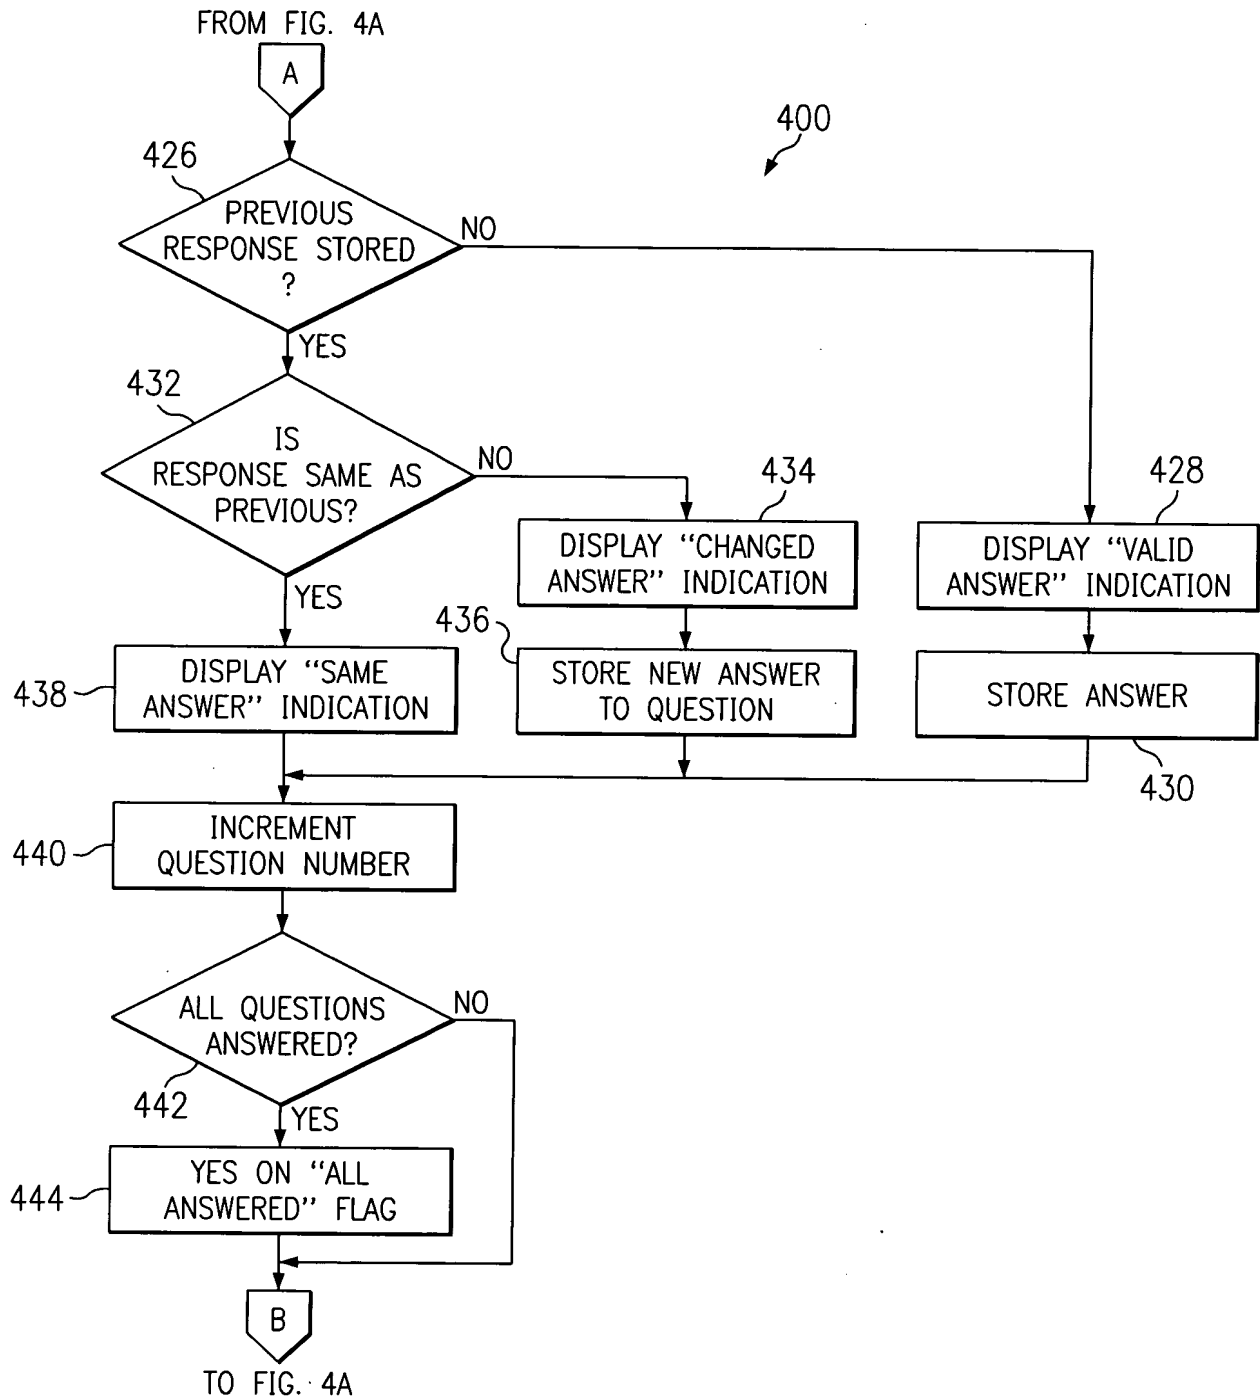 FROM FIG. 4A
A
400
426
PREVIOUS
RESPONSE STORED
?
NO
YES
432
IS
RESPONSE SAME AS
PREVIOUS?
NO
YES
434
DISPLAY “CHANGED
ANSWER” INDICATION
428
DISPLAY “VALID
ANSWER” INDICATION
436
STORE NEW ANSWER
TO QUESTION
STORE ANSWER
430
438
DISPLAY “SAME
ANSWER” INDICATION
440
INCREMENT
QUESTION NUMBER
ALL QUESTIONS
ANSWERED?
NO
442
YES
444
YES ON “ALL
ANSWERED” FLAG
B
TO FIG. 4A